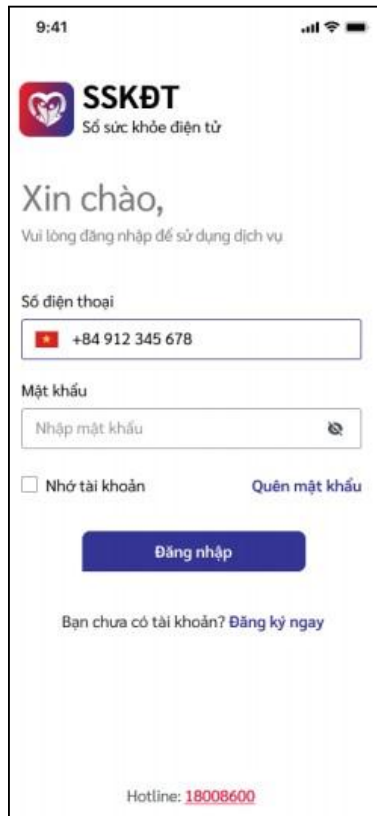 9:41
SSKĐT
Sổ sức khỏe điện tử
Xin chào,
Vui lòng đăng nhập để sử dụng dịch vụ
Số điện thoại
+84 912 345 678
Mật khẩu
Nhập mật khẩu
Nhớ tài khoản
Quên mật khẩu
Đăng nhập
Bạn chưa có tài khoản? Đăng ký ngay
Hotline: 18008600